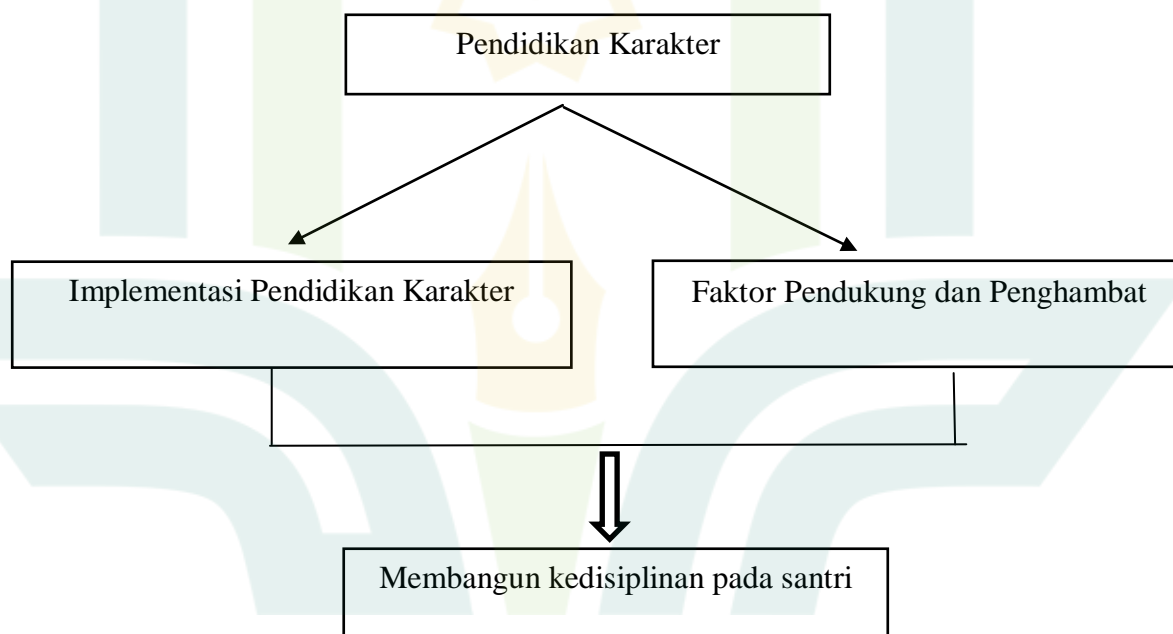 Pendidikan Karakter
Implementasi Pendidikan Karakter
Faktor Pendukung dan Penghambat
Membangun kedisiplinan pada santri